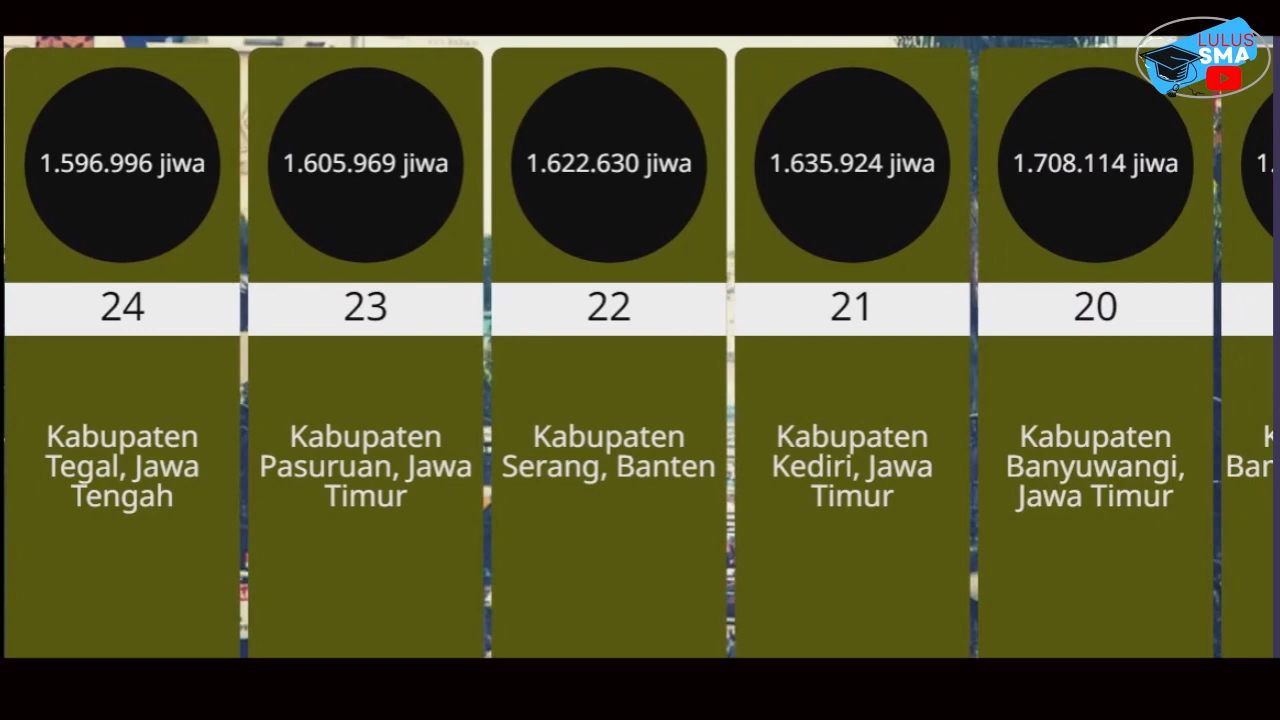 LULUS
SMA
1.596.996 jiwa
24
Kabupaten
Tegal, Jawa
Tengah
1.605.969 jiwa
23
Kabupaten
Pasuruan, Jawa
Timur
1.622.630 jiwa
22
Kabupaten
Serang, Banten
1.635.924 jiwa
21
Kabupaten
Kediri, Jawa
Timur
1.708.114 jiwa
20
Kabupaten
Banyuwangi,
Jawa Timur